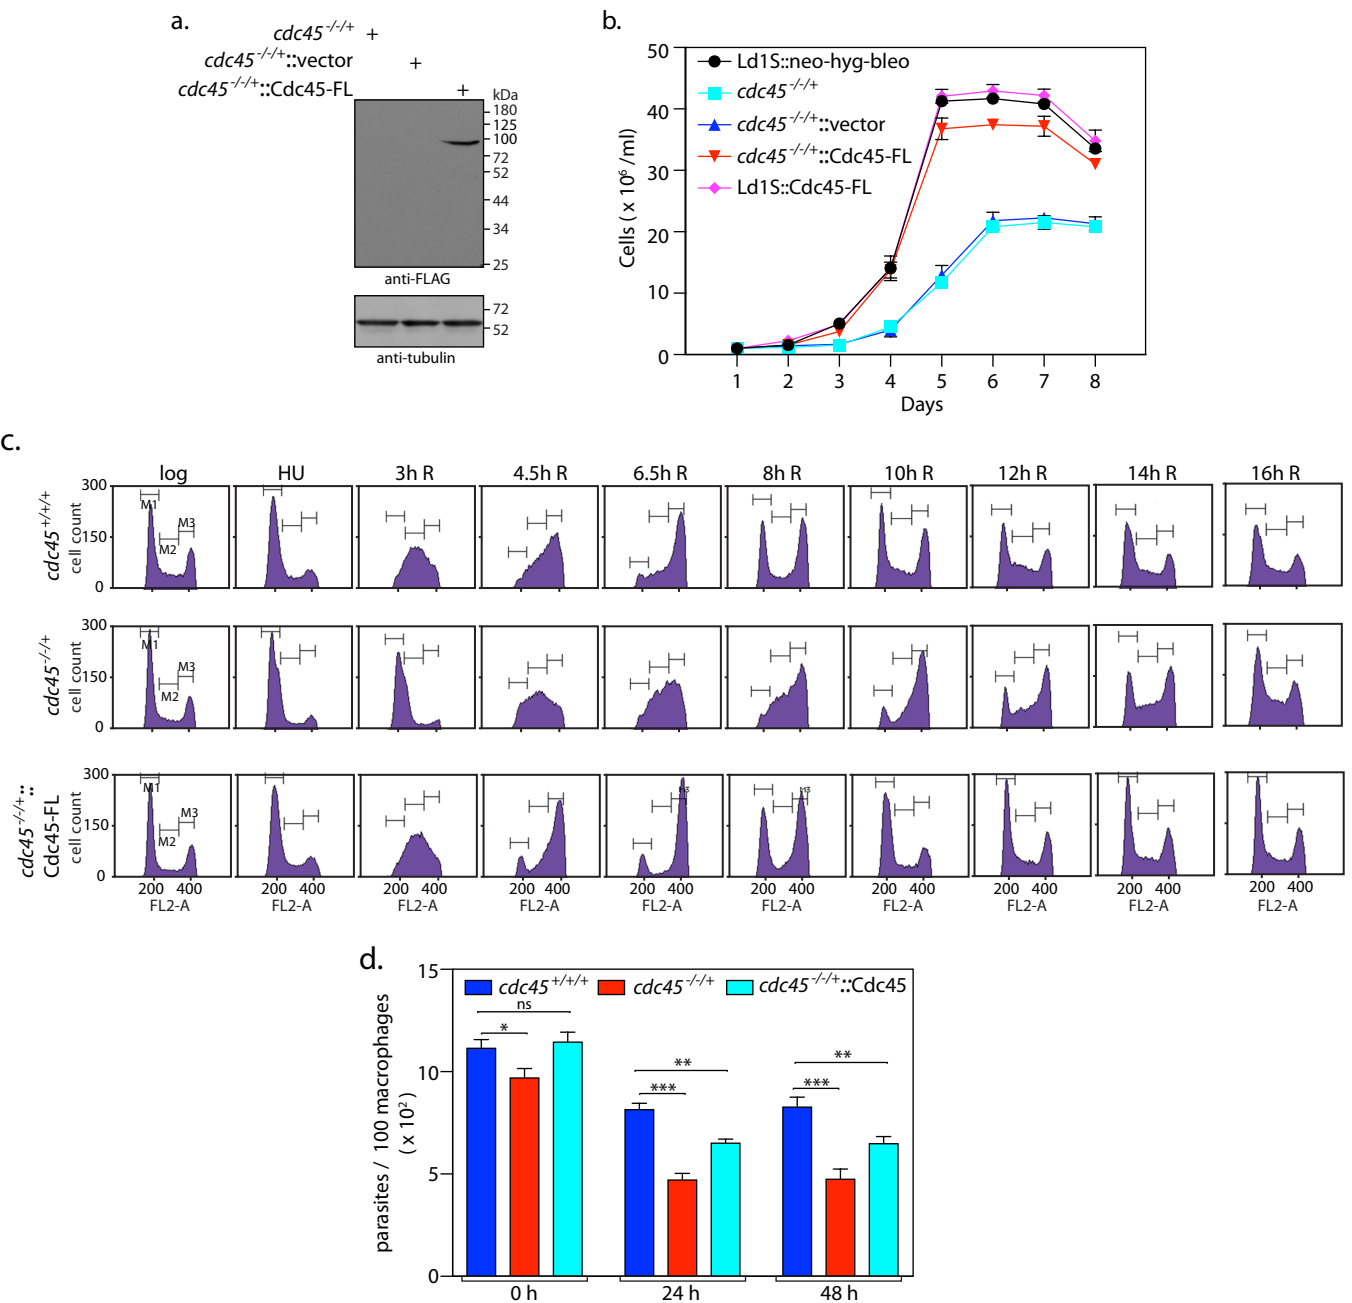 a.
cdc45-/-/+ +
cdc45-/-/+::vector +
cdc45-/-/+::Cdc45-FL +
kDa
180
125
100
72
52
44
34
25
anti-FLAG
72
52
anti-tubulin
b.
Cells ( x 10⁶ /ml)
50
40
30
20
10
0
Ld1S::neo-hyg-bleo
cdc45-/-/+
cdc45-/-/+::vector
cdc45-/-/+::Cdc45-FL
Ld1S::Cdc45-FL
1 2 3 4 5 6 7 8
Days
c.
log HU 3h R 4.5h R 6.5h R 8h R 10h R 12h R 14h R 16h R
cdc45+/+/+
cell count
300
150
0
M1 M2 M3
cdc45-/-/+
cell count
300
150
0
M1 M2 M3
cdc45-/-/+::
Cdc45-FL
cell count
300
150
0
M1 M2 M3
M3
M3
200 400 200 400 200 400 200 400 200 400 200 400 200 400 200 400 200 400 200 400
FL2-A FL2-A FL2-A FL2-A FL2-A FL2-A FL2-A FL2-A FL2-A FL2-A
d.
parasites / 100 macrophages
( x 10²)
15
10
5
0
cdc45+/+/+ cdc45-/-/+ cdc45-/-/+::Cdc45
ns
*
**
***
**
***
0 h 24 h 48 h